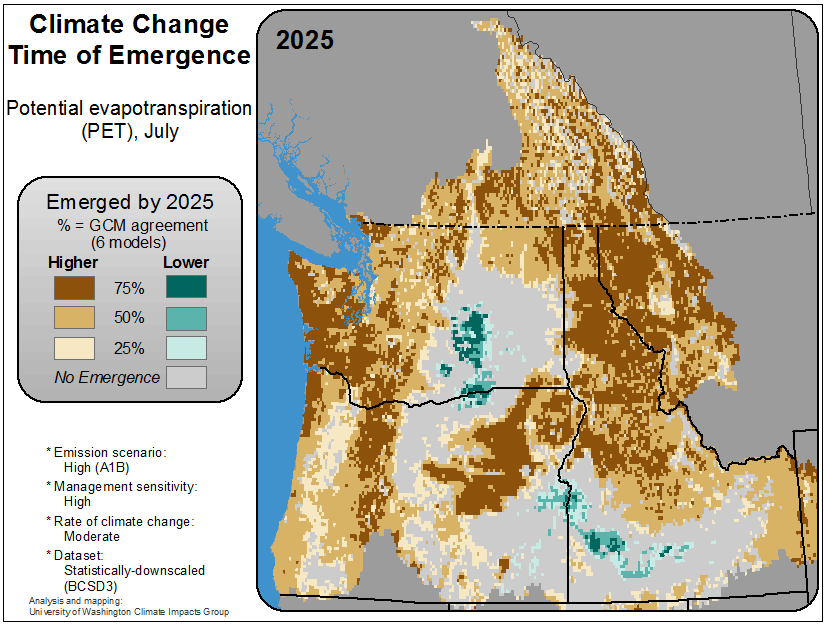 Climate Change
Time of Emergence
Potential evapotranspiration
(PET), July
2025
Emerged by 2025
% = GCM agreement
(6 models)
Higher Lower
75%
50%
25%
No Emergence
* Emission scenario:
High (A1B)
* Management sensitivity:
High
* Rate of climate change:
Moderate
* Dataset:
Statistically-downscaled
(BCSD3)
Analysis and mapping:
University of Washington Climate Impacts Group